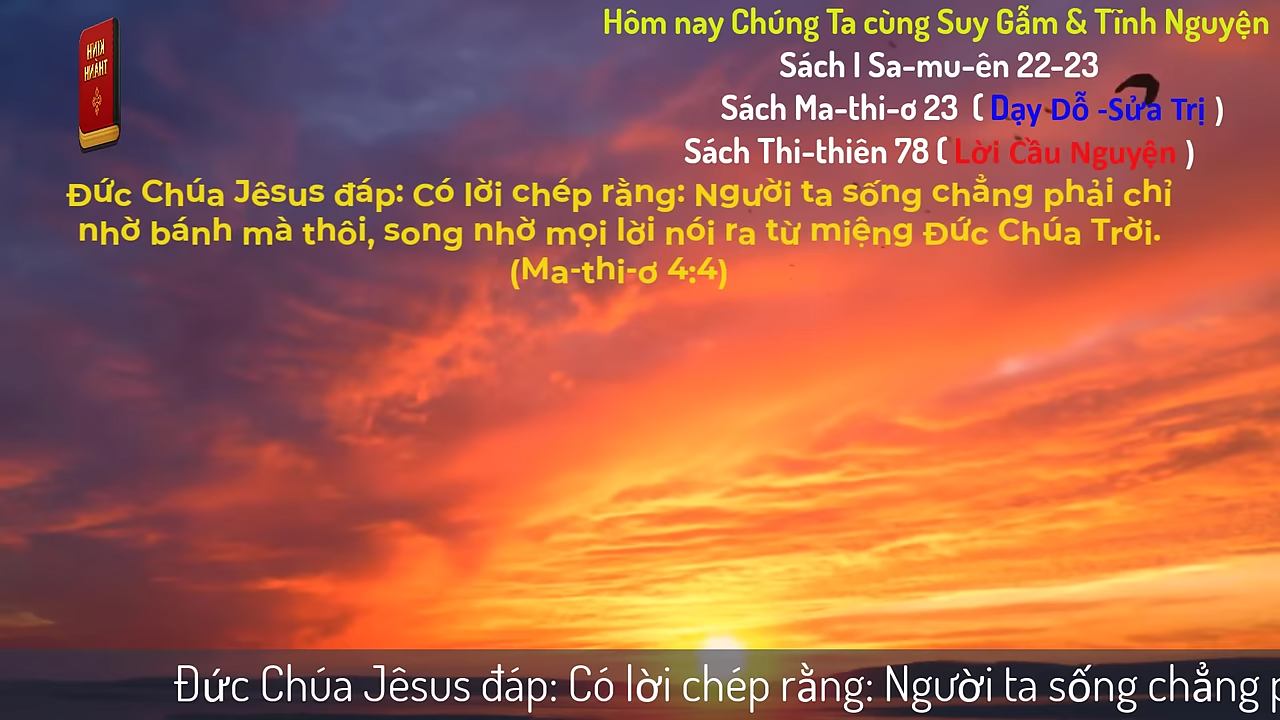 KINH
THÁNH
Hôm nay Chúng Ta cùng Suy Gẫm & Tĩnh Nguyện
Sách I Sa-mu-ên 22-23
Sách Ma-thi-ơ 23 ( Dạy Đỗ -Sửa Trị )
Sách Thi-thiên 78 ( Lời Cầu Nguyện )
Đức Chúa Jêsus đáp: Có lời chép rằng: Người ta sống chẳng phải chỉ
nhờ bánh mà thôi, song nhờ mọi lời nói ra từ miệng Đức Chúa Trời.
(Ma-thi-ơ 4:4)
Đức Chúa Jêsus đáp: Có lời chép rằng: Người ta sống chẳng p